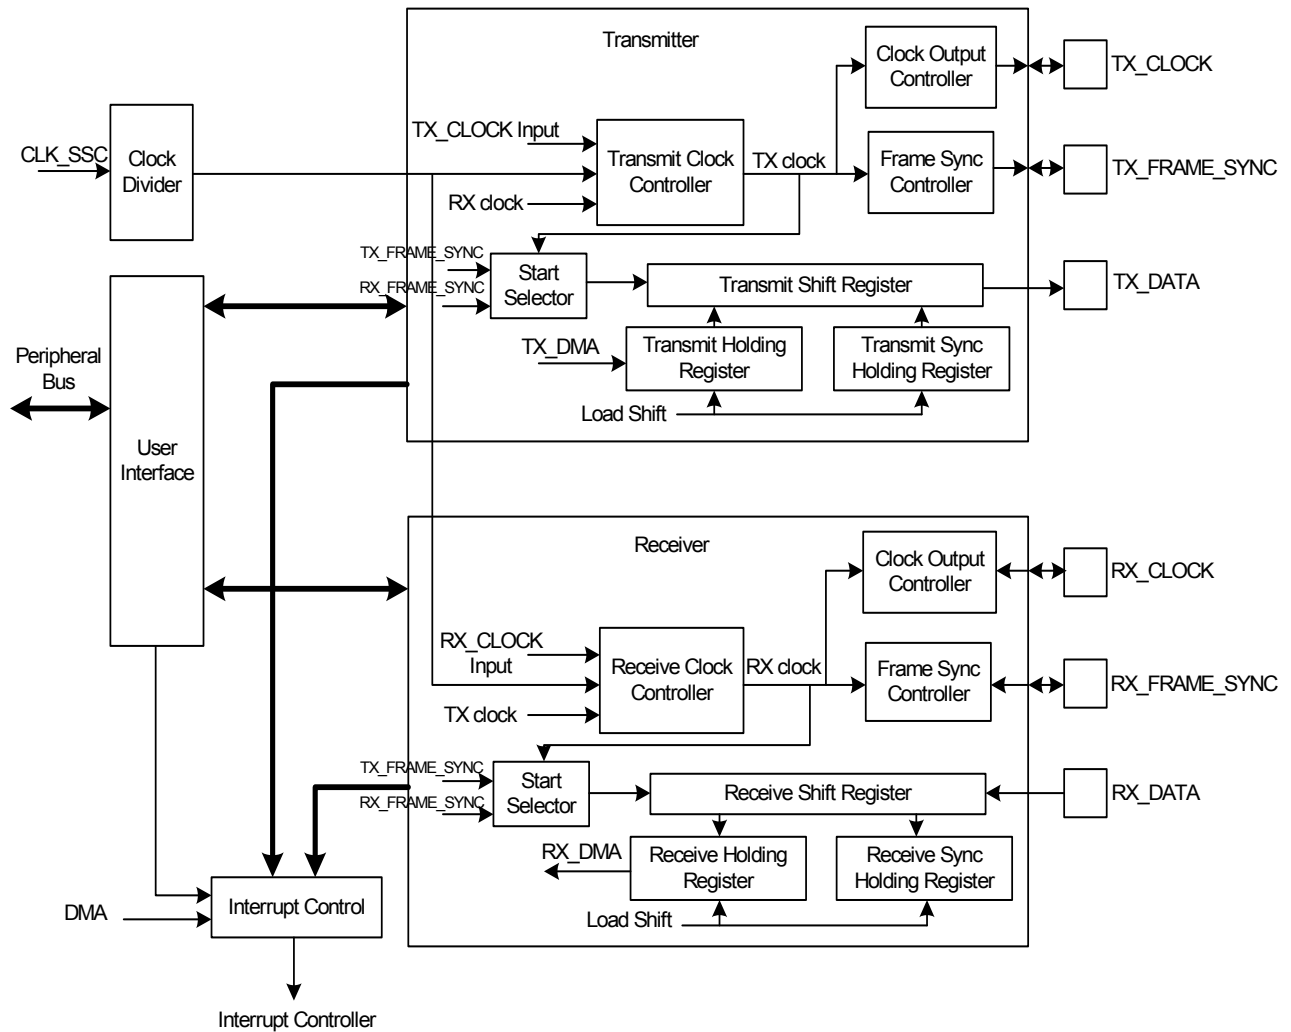 Transmitter
Clock Output
Controller
TX_CLOCK
CLK_SSC
Clock
Divider
TX_CLOCK Input
Transmit Clock
Controller
RX clock
TX clock
Frame Sync
Controller
TX_FRAME_SYNC
TX_FRAME_SYNC
RX_FRAME_SYNC
Start
Selector
Transmit Shift Register
TX_DATA
TX_DMA
Transmit Holding
Register
Transmit Sync
Holding Register
Load Shift
Peripheral
Bus
User
Interface
Receiver
Clock Output
Controller
RX_CLOCK
RX_CLOCK
Input
Receive Clock
Controller
TX clock
RX clock
Frame Sync
Controller
RX_FRAME_SYNC
TX_FRAME_SYNC
RX_FRAME_SYNC
Start
Selector
Receive Shift Register
RX_DATA
RX_DMA
Receive Holding
Register
Receive Sync
Holding Register
Load Shift
DMA
Interrupt Control
Interrupt Controller